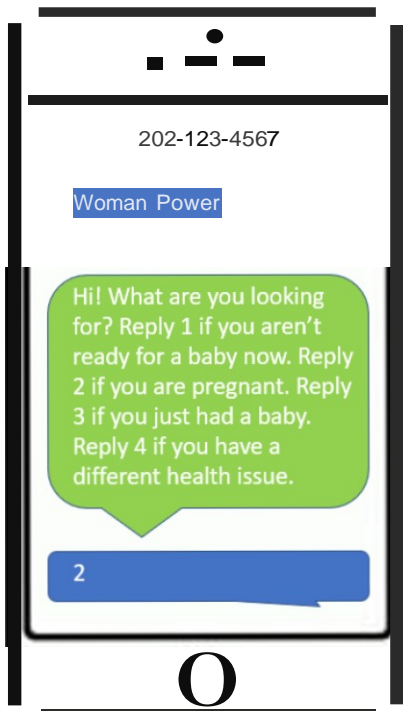 202-123-4567
Woman Power
Hi! What are you looking
for? Reply 1 if you aren’t
ready for a baby now. Reply
2 if you are pregnant. Reply
3 if you just had a baby.
Reply 4 if you have a
different health issue.
2
O